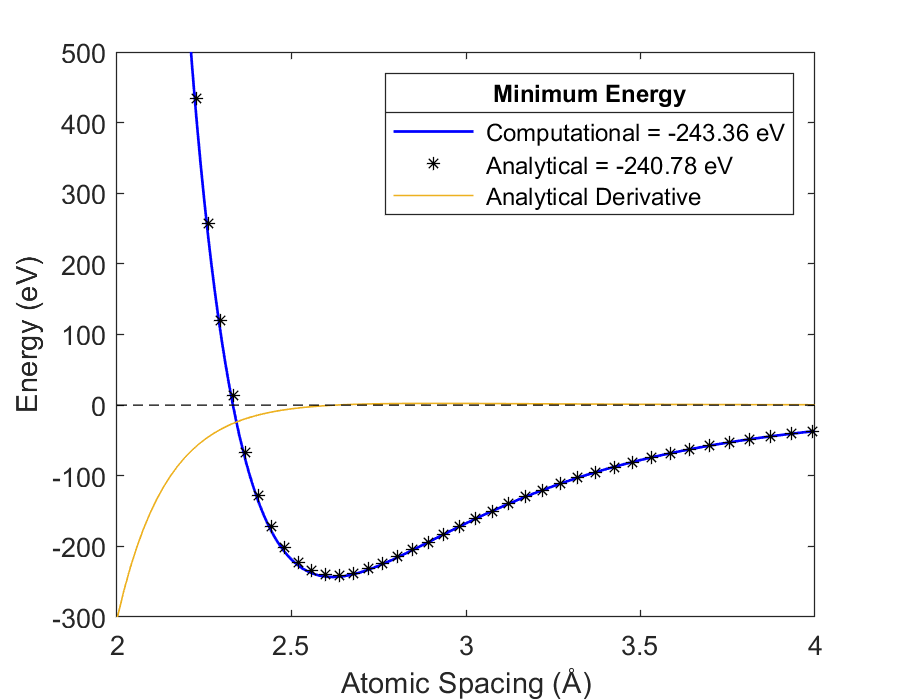 500
400
300
200
100
0
-100
-200
-300
Energy (eV)
Minimum Energy
Computational = -243.36 eV
Analytical = -240.78 eV
Analytical Derivative
2
2.5
3
3.5
4
Atomic Spacing (Å)